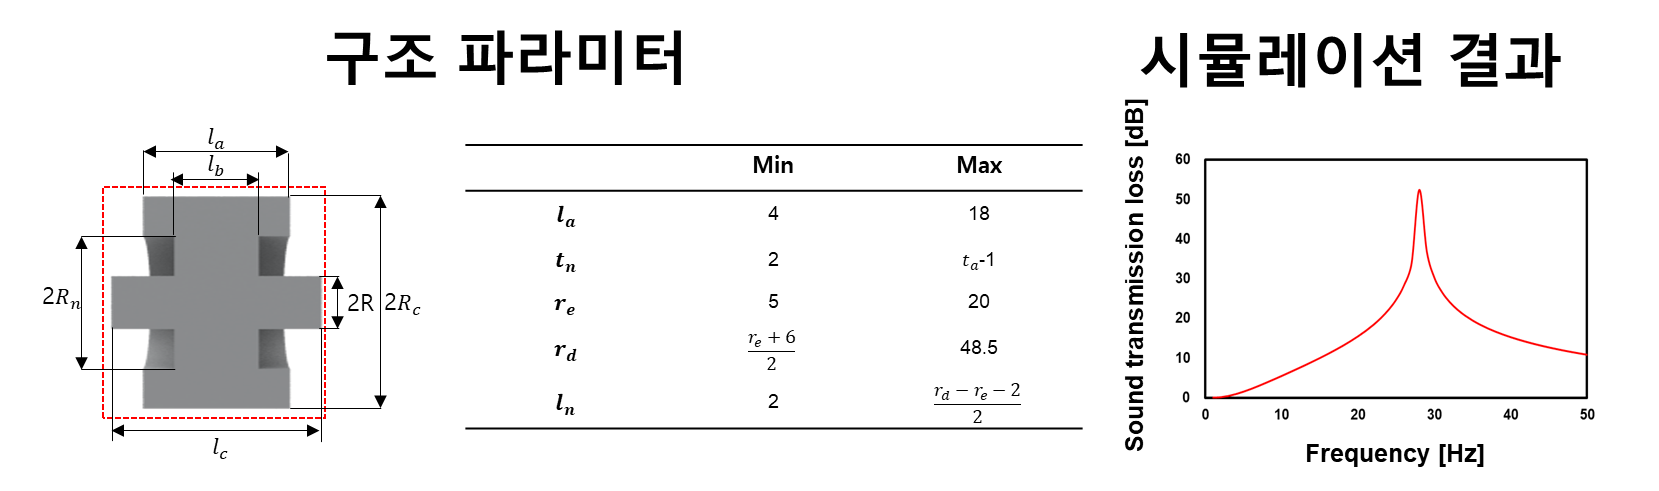 구조 파라미터
시뮬레이션 결과
l_a
l_b
2R_n
2R
2R_c
l_c
Min Max
l_a 4 18
t_n 2 t_a-1
r_e 5 20
r_d (r_e + 6)/2 48.5
l_n 2 (r_d − r_e − 2)/2
Sound transmission loss [dB]
60
50
40
30
20
10
0
0 10 20 30 40 50
Frequency [Hz]